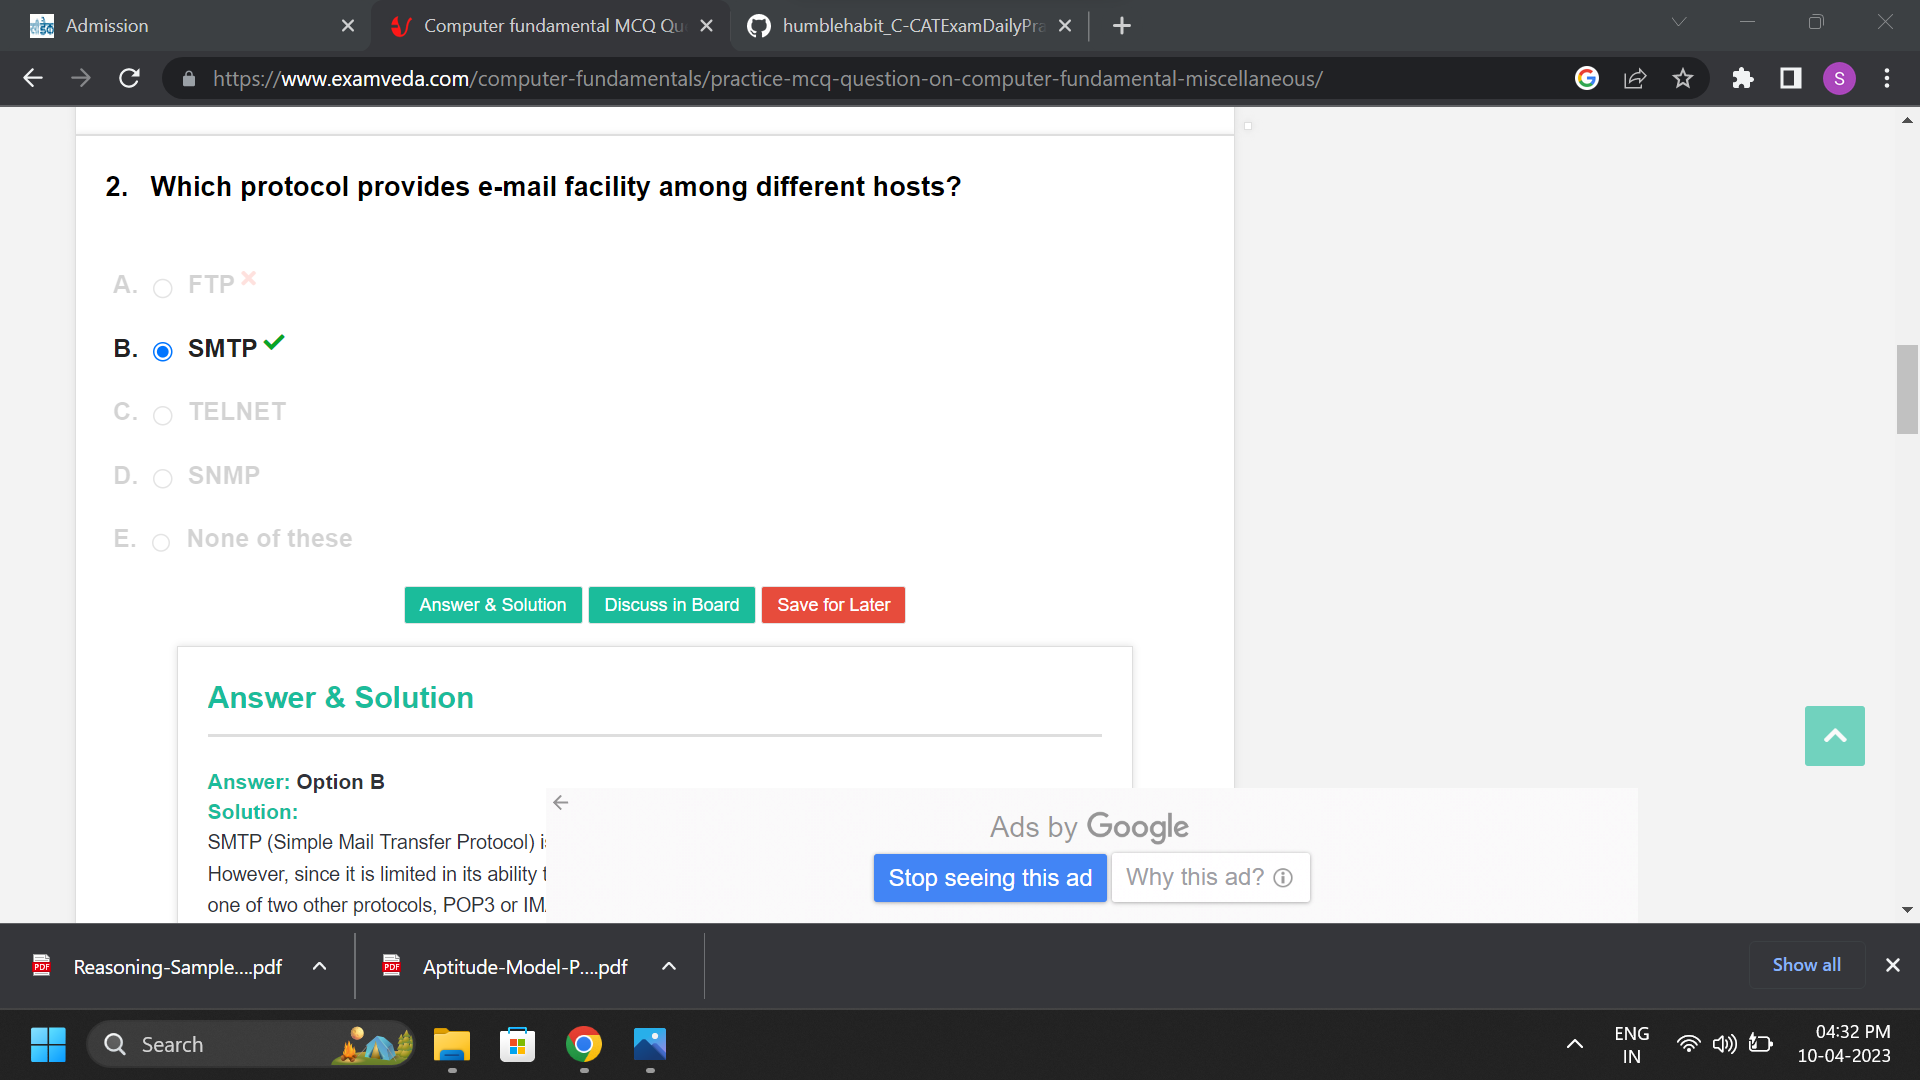 Admission
Computer fundamental MCQ Qu
humblehabit_C-CATExamDailyPra
https://www.examveda.com/computer-fundamentals/practice-mcq-question-on-computer-fundamental-miscellaneous/
S
2. Which protocol provides e-mail facility among different hosts?
A. FTP
B. SMTP
C. TELNET
D. SNMP
E. None of these
Answer & Solution
Discuss in Board
Save for Later
Answer & Solution
Answer: Option B
Solution:
SMTP (Simple Mail Transfer Protocol) i
However, since it is limited in its ability t
one of two other protocols, POP3 or IM
Ads by Google
Stop seeing this ad
Why this ad?
PDF Reasoning-Sample....pdf
PDF Aptitude-Model-P....pdf
Show all
Search
ENG
IN
04:32 PM
10-04-2023